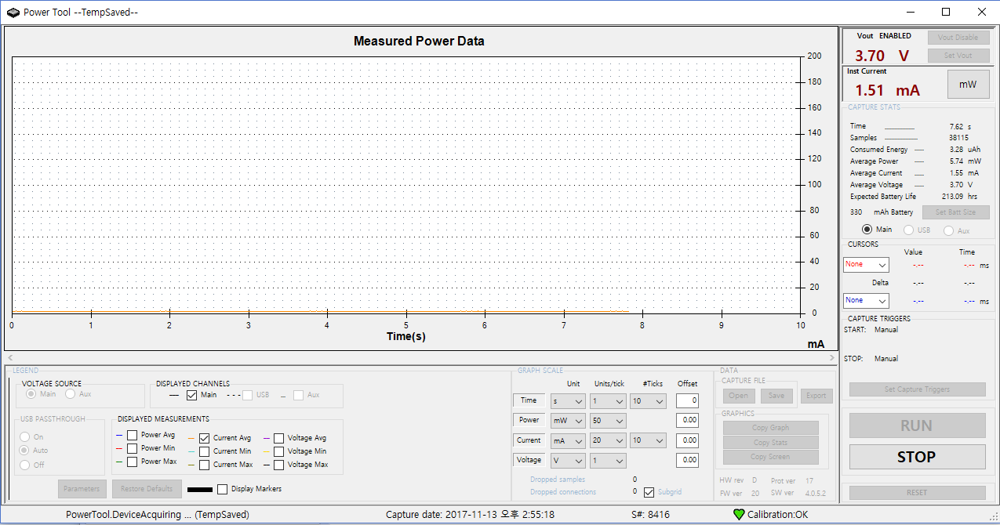 Power Tool --TempSaved--
Measured Power Data
200
180
160
140
120
100
80
60
40
20
0
0 1 2 3 4 5 6 7 8 9 10
Time(s)
mA
Vout ENABLED Vout Disable
3.70 V Set Vout
Inst Current
1.51 mA mW
CAPTURE STATS
Time 7.62 s
Samples 38115
Consumed Energy 3.28 uAh
Average Power 5.74 mW
Average Current 1.55 mA
Average Voltage 3.70 V
Expected Battery Life 213.09 hrs
330 mAh Battery Set Batt Size
Main USB Aux
CURSORS
Value Time
None -.-- -.-- ms
Delta -.-- -.--
None -.-- -.-- ms
CAPTURE TRIGGERS
START: Manual
STOP: Manual
Set Capture Triggers
RUN
STOP
RESET
LEGEND
VOLTAGE SOURCE
Main Aux
DISPLAYED CHANNELS
Main USB Aux
USB PASSTHROUGH
On
Auto
Off
DISPLAYED MEASUREMENTS
Power Avg Current Avg Voltage Avg
Power Min Current Min Voltage Min
Power Max Current Max Voltage Max
Parameters Restore Defaults Display Markers
GRAPH SCALE
Unit Units/tick #Ticks Offset
Time s 1 10 0
Power mW 50 0.00
Current mA 20 10 0.00
Voltage V 1 0.00
Dropped samples 0
Dropped connections 0 Subgrid
DATA
CAPTURE FILE
Open Save Export
GRAPHICS
Copy Graph
Copy Stats
Copy Screen
HW rev D Prot ver 17
FW ver 20 SW ver 4.0.5.2
PowerTool.DeviceAcquiring ... (TempSaved) Capture date: 2017-11-13 오후 2:55:18 S#: 8416 Calibration:OK